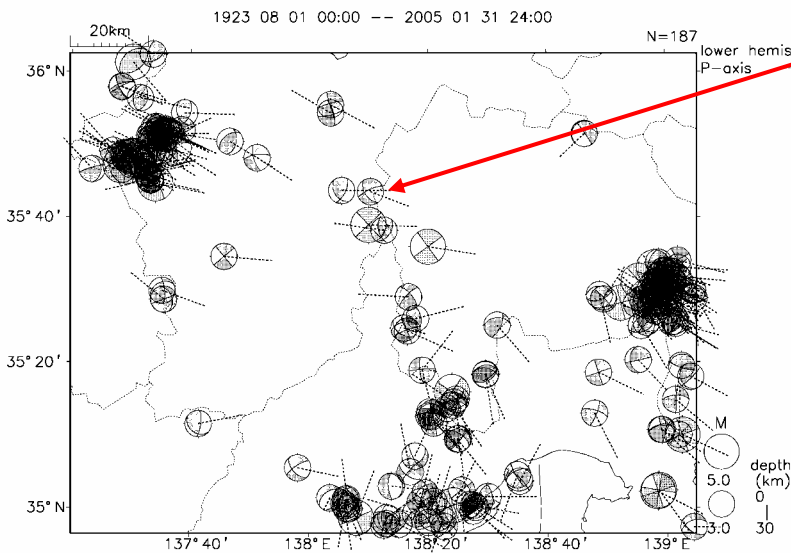 1923 08 01 00:00 -- 2005 01 31 24:00
20km
N=187
lower hemis
P-axis
36°N
35°40'
35°20'
35°N
M
5.0
3.0
depth
(km)
0
30
137°40'
138°E
138°20'
138°40'
139°E